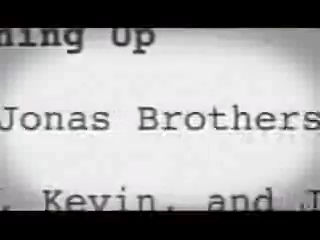 ning Up
Jonas Brothers
, Kevin, and J